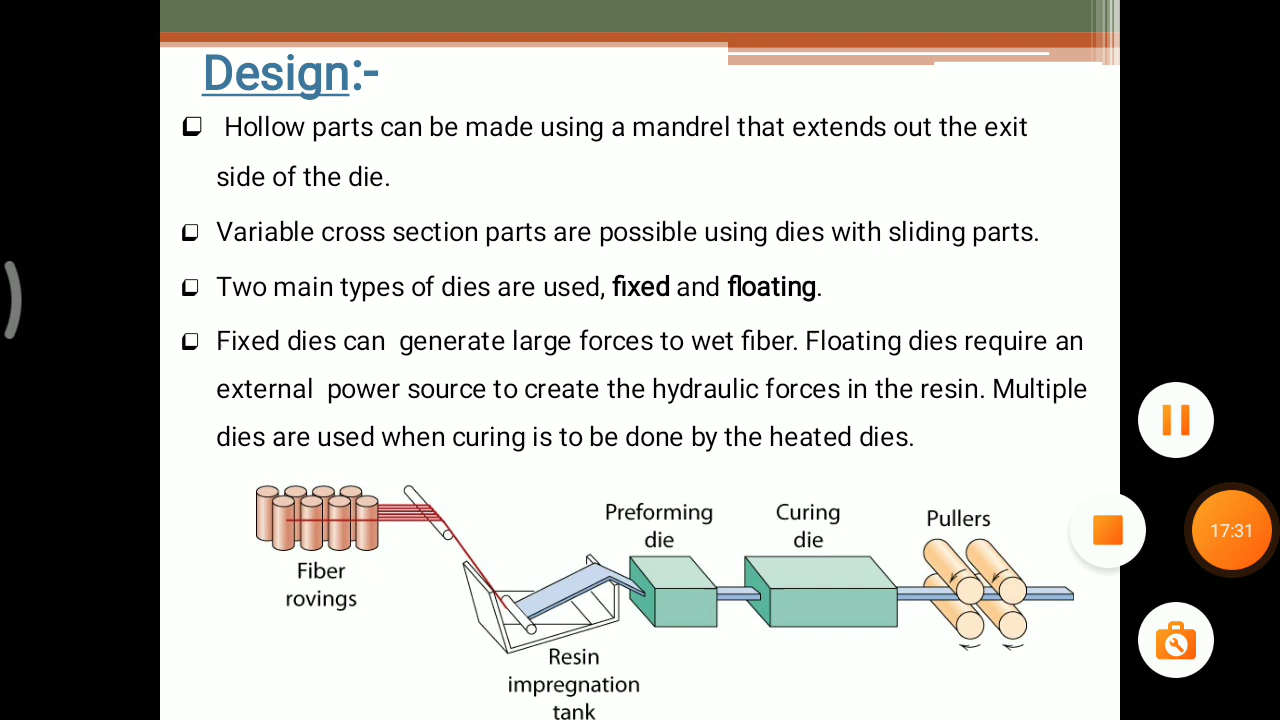 Design:-
Hollow parts can be made using a mandrel that extends out the exit
side of the die.
Variable cross section parts are possible using dies with sliding parts.
Two main types of dies are used, fixed and floating.
Fixed dies can generate large forces to wet fiber. Floating dies require an
external power source to create the hydraulic forces in the resin. Multiple
dies are used when curing is to be done by the heated dies.
Fiber
rovings
Resin
impregnation
tank
Preforming
die
Curing
die
Pullers
17:31